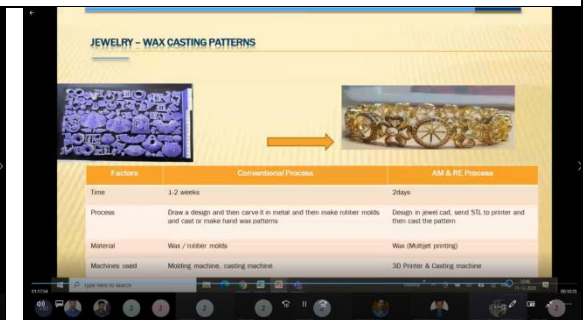 JEWELRY – WAX CASTING PATTERNS
Factors Conventional Process AM & RE Process
Time 1-2 weeks 2days
Process Draw a design and then carve it in metal and then make rubber molds Design in jewel cad, send STL to printer and
and cast or make hand wax patterns then cast the pattern
Material Wax / rubber molds Wax (Multijet printing)
Machines used Molding machine, casting machine 3D Printer & Casting machine
Type here to search